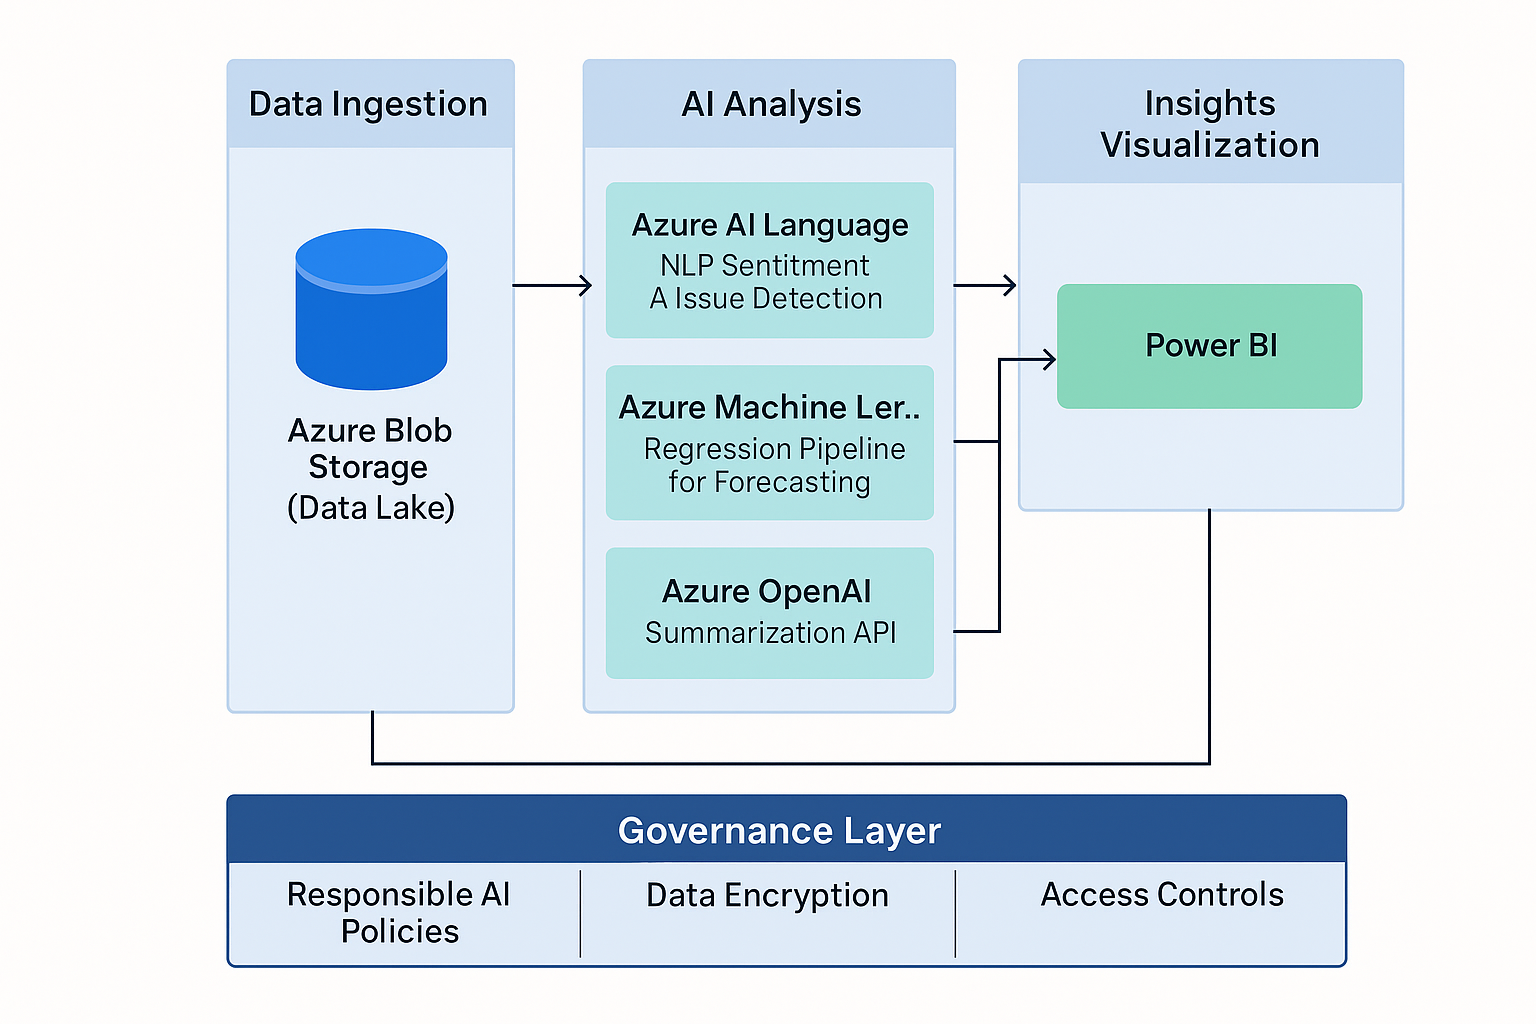 Data Ingestion
Azure Blob
Storage
(Data Lake)
AI Analysis
Azure AI Language
NLP Sentitment
A Issue Detection
Azure Machine Ler..
Regression Pipeline
for Forecasting
Azure OpenAI
Summarization API
Insights
Visualization
Power BI
Governance Layer
Responsible AI
Policies
Data Encryption
Access Controls